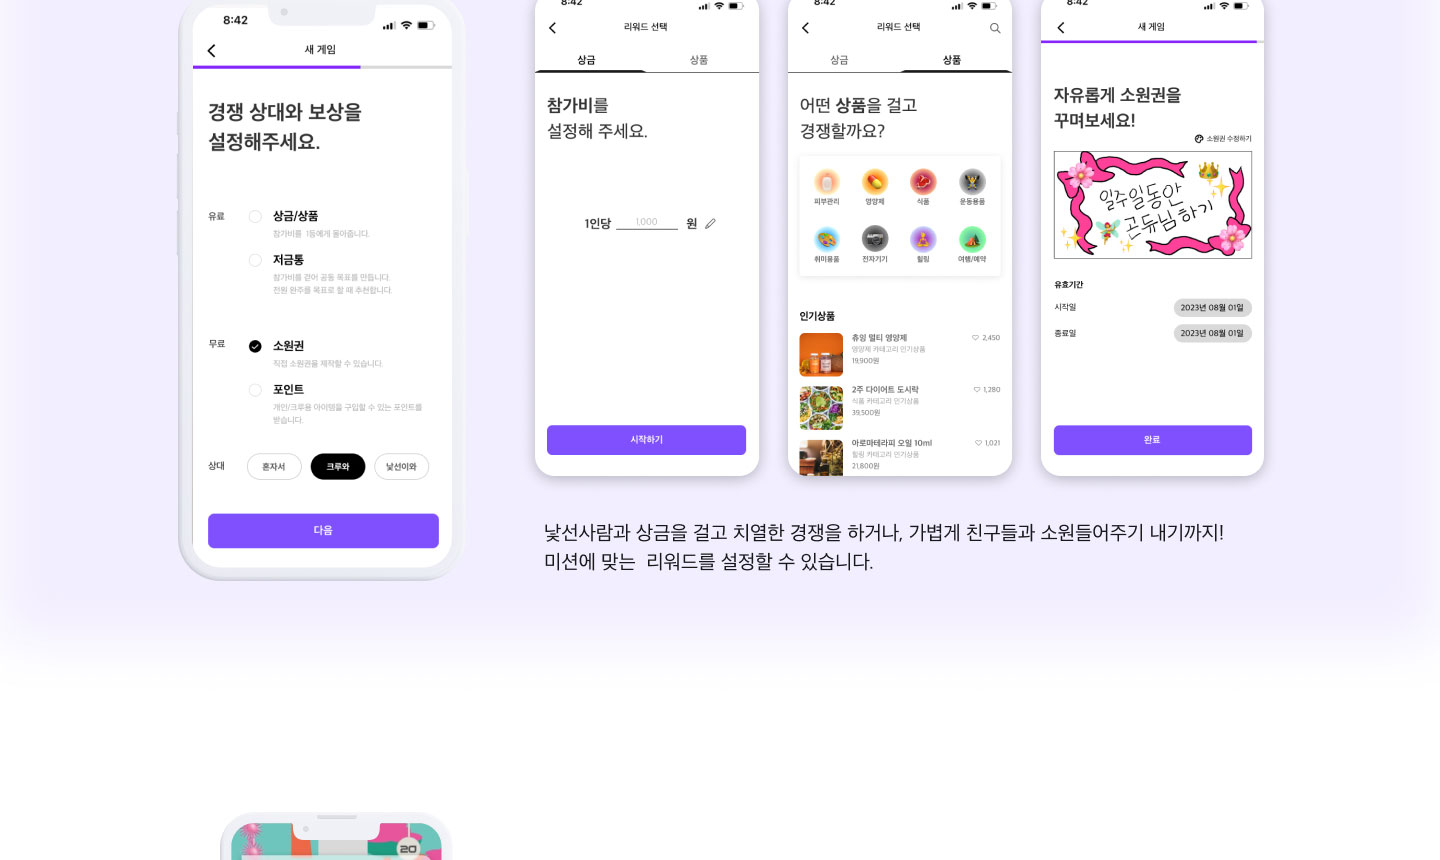 8:42
새 게임
경쟁 상대와 보상을
설정해주세요.
유료
상금/상품
참가비를 1등에게 몰아줍니다.
저금통
참가비를 걷어 공동 목표를 만듭니다.
전원 완주를 목표로 할 때 추천합니다.
무료
소원권
직접 소원권을 제작할 수 있습니다.
포인트
개인/크루용 아이템을 구입할 수 있는 포인트를
받습니다.
상대
혼자서
크루와
낯선이와
다음
8:42
리워드 선택
상금
상품
참가비를
설정해 주세요.
1인당 1,000 원
시작하기
8:42
리워드 선택
상금
상품
어떤 상품을 걸고
경쟁할까요?
피부관리
영양제
식품
운동용품
취미용품
전자기기
힐링
여행/예약
인기상품
츄잉 멀티 영양제
2,450
영양제 카테고리 인기상품
19,900원
2주 다이어트 도시락
1,280
식품 카테고리 인기상품
39,500원
아로마테라피 오일 10ml
1,021
힐링 카테고리 인기상품
21,800원
8:42
새 게임
자유롭게 소원권을
꾸며보세요!
소원권 수정하기
일주일동안
곤듀님하기
유효기간
시작일
2023년 08월 01일
종료일
2023년 08월 01일
완료
낯선사람과 상금을 걸고 치열한 경쟁을 하거나, 가볍게 친구들과 소원들어주기 내기까지!
미션에 맞는 리워드를 설정할 수 있습니다.
20